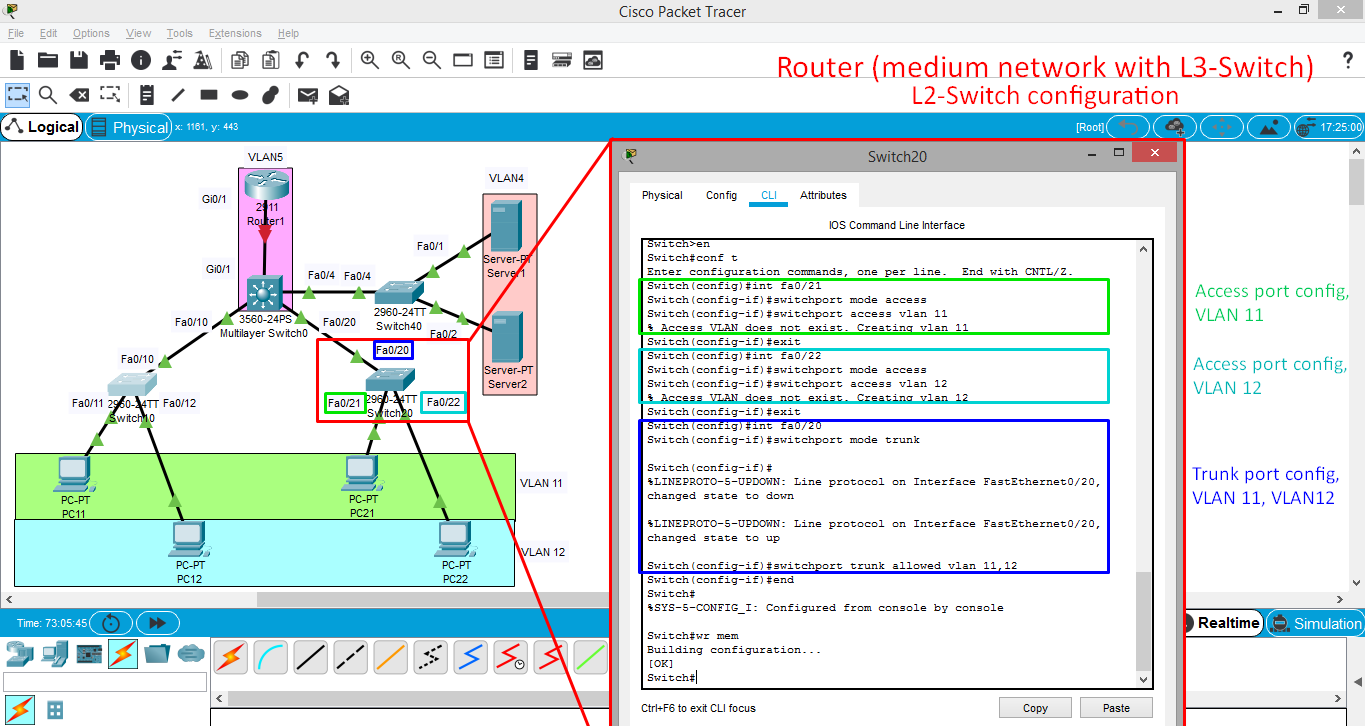 Cisco Packet Tracer
File Edit Options View Tools Extensions Help
Router (medium network with L3-Switch)
L2-Switch configuration
Logical
Physical
x: 1161, y: 443
[Root]
17:25:00
VLAN5
Gi0/1
2911
Router1
Gi0/1
3560-24PS
Multilayer Switch0
VLAN4
Fa0/1
Server-PT
Server1
Fa0/4
Fa0/4
2960-24TT
Switch40
Fa0/2
Server-PT
Server2
Fa0/10
Fa0/20
Fa0/10
Fa0/20
Fa0/11
2960-24TT
Switch10
Fa0/12
Fa0/21
2960-24TT
Switch20
Fa0/22
PC-PT
PC11
PC-PT
PC21
VLAN 11
PC-PT
PC12
PC-PT
PC22
VLAN 12
Switch20
Physical Config CLI Attributes
IOS Command Line Interface
Switch>en
Switch#conf t
Enter configuration commands, one per line. End with CNTL/Z.
Switch(config)#int fa0/21
Switch(config-if)#switchport mode access
Switch(config-if)#switchport access vlan 11
% Access VLAN does not exist. Creating vlan 11
Switch(config-if)#exit
Switch(config)#int fa0/22
Switch(config-if)#switchport mode access
Switch(config-if)#switchport access vlan 12
% Access VLAN does not exist. Creating vlan 12
Switch(config-if)#exit
Switch(config)#int fa0/20
Switch(config-if)#switchport mode trunk
Switch(config-if)#
%LINEPROTO-5-UPDOWN: Line protocol on Interface FastEthernet0/20,
changed state to down
%LINEPROTO-5-UPDOWN: Line protocol on Interface FastEthernet0/20,
changed state to up
Switch(config-if)#switchport trunk allowed vlan 11,12
Switch(config-if)#end
Switch#
%SYS-5-CONFIG_I: Configured from console by console
Switch#wr mem
Building configuration...
[OK]
Switch#
Ctrl+F6 to exit CLI focus
Copy
Paste
Access port config,
VLAN 11
Access port config,
VLAN 12
Trunk port config,
VLAN 11, VLAN12
Time: 73:05:45
Realtime
Simulation